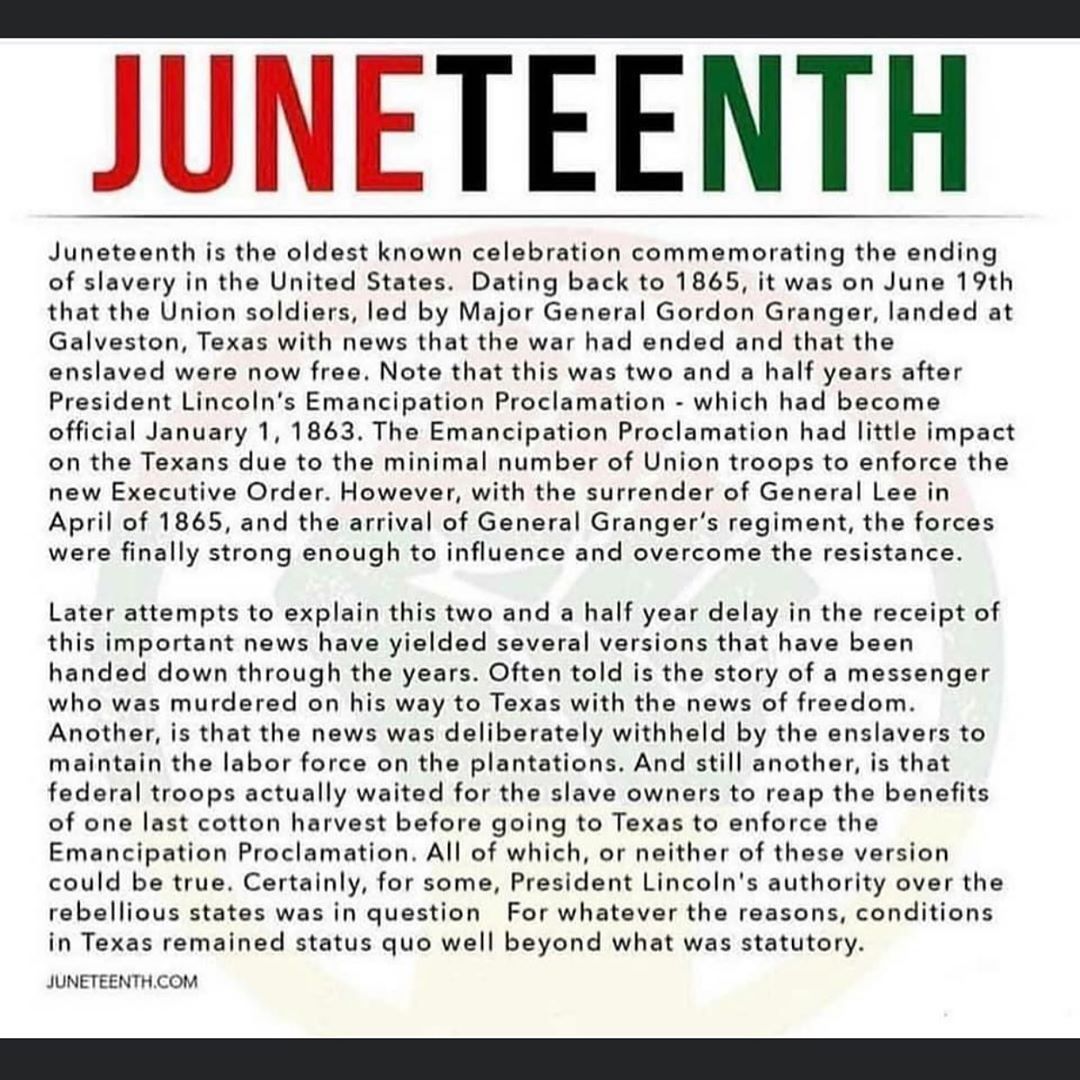 JUNETEENTH
Juneteenth is the oldest known celebration commemorating the ending
of slavery in the United States. Dating back to 1865, it was on June 19th
that the Union soldiers, led by Major General Gordon Granger, landed at
Galveston, Texas with news that the war had ended and that the
enslaved were now free. Note that this was two and a half years after
President Lincoln's Emancipation Proclamation - which had become
official January 1, 1863. The Emancipation Proclamation had little impact
on the Texans due to the minimal number of Union troops to enforce the
new Executive Order. However, with the surrender of General Lee in
April of 1865, and the arrival of General Granger's regiment, the forces
were finally strong enough to influence and overcome the resistance.
Later attempts to explain this two and a half year delay in the receipt of
this important news have yielded several versions that have been
handed down through the years. Often told is the story of a messenger
who was murdered on his way to Texas with the news of freedom.
Another, is that the news was deliberately withheld by the enslavers to
maintain the labor force on the plantations. And still another, is that
federal troops actually waited for the slave owners to reap the benefits
of one last cotton harvest before going to Texas to enforce the
Emancipation Proclamation. All of which, or neither of these version
could be true. Certainly, for some, President Lincoln's authority over the
rebellious states was in question For whatever the reasons, conditions
in Texas remained status quo well beyond what was statutory.
JUNETEENTH.COM